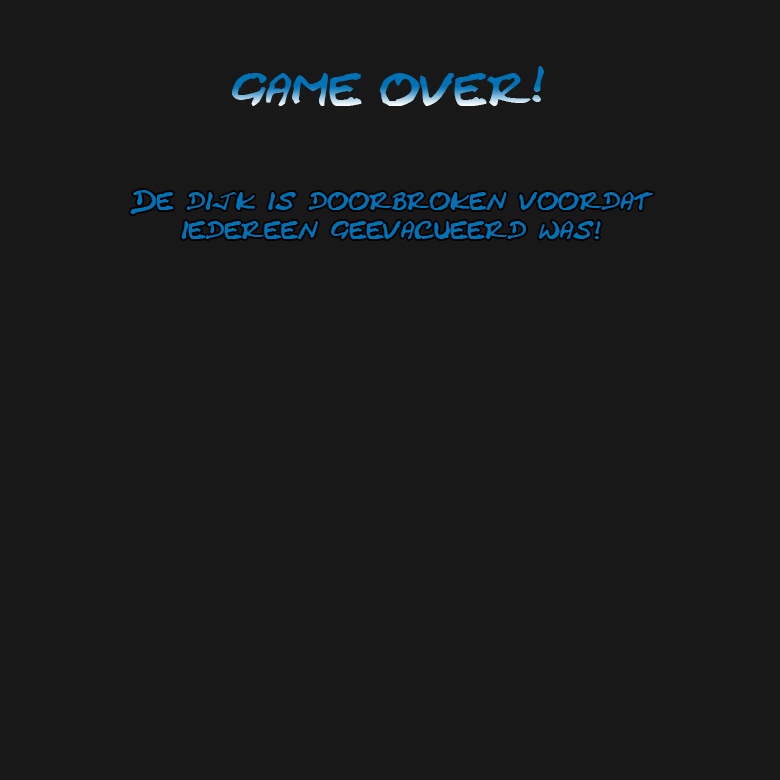 GAME OVER!
DE DIJK IS DOORBROKEN VOORDAT
IEDEREEN GEEVACUEERD WAS!